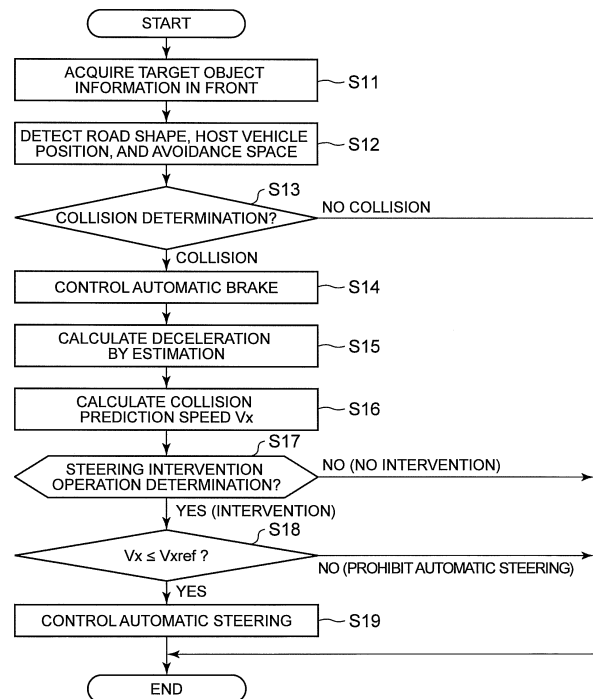 START
ACQUIRE TARGET OBJECT
INFORMATION IN FRONT
S11
DETECT ROAD SHAPE, HOST VEHICLE
POSITION, AND AVOIDANCE SPACE
S12
S13
COLLISION DETERMINATION?
NO COLLISION
COLLISION
CONTROL AUTOMATIC BRAKE
S14
CALCULATE DECELERATION
BY ESTIMATION
S15
CALCULATE COLLISION
PREDICTION SPEED Vx
S16
S17
STEERING INTERVENTION
OPERATION DETERMINATION?
NO (NO INTERVENTION)
YES (INTERVENTION)
S18
Vx ≤ Vxref ?
NO (PROHIBIT AUTOMATIC STEERING)
YES
CONTROL AUTOMATIC STEERING
S19
END